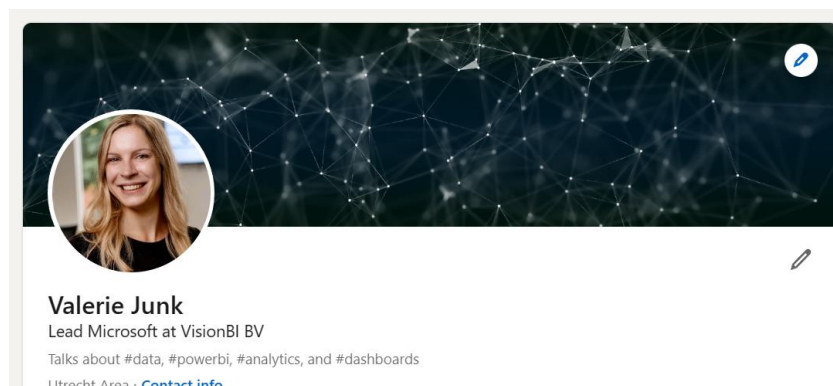 Valerie Junk
Lead Microsoft at VisionBI BV
Talks about #data, #powerbi, #analytics, and #dashboards
Utrecht Area · Contact info